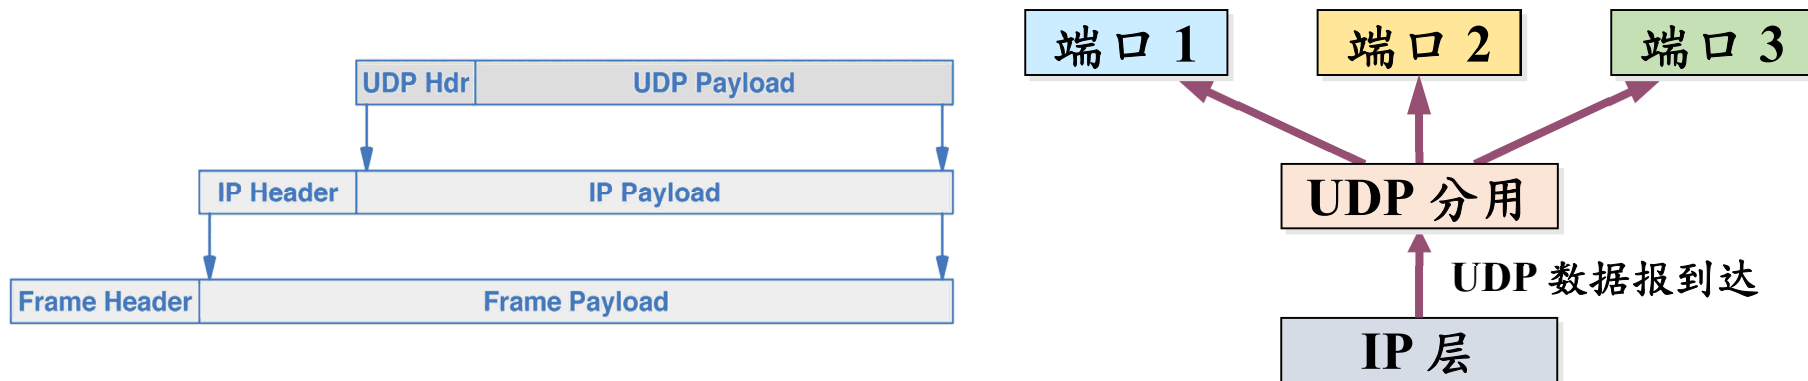 UDP Hdr
UDP Payload
IP Header
IP Payload
Frame Header
Frame Payload
端口 1
端口 2
端口 3
UDP 分用
UDP 数据报到达
IP 层